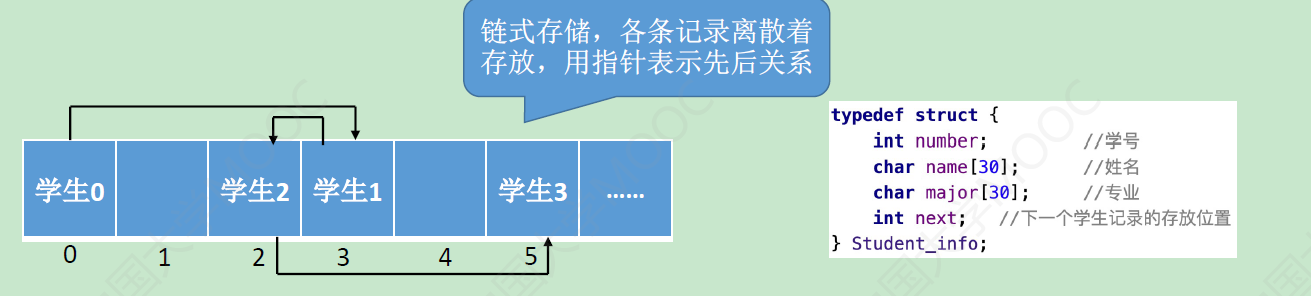 链式存储，各条记录离散着
存放，用指针表示先后关系
学生0
学生2
学生1
学生3
……
0
1
2
3
4
5
typedef struct {
int number; //学号
char name[30]; //姓名
char major[30]; //专业
int next; //下一个学生记录的存放位置
} Student_info;